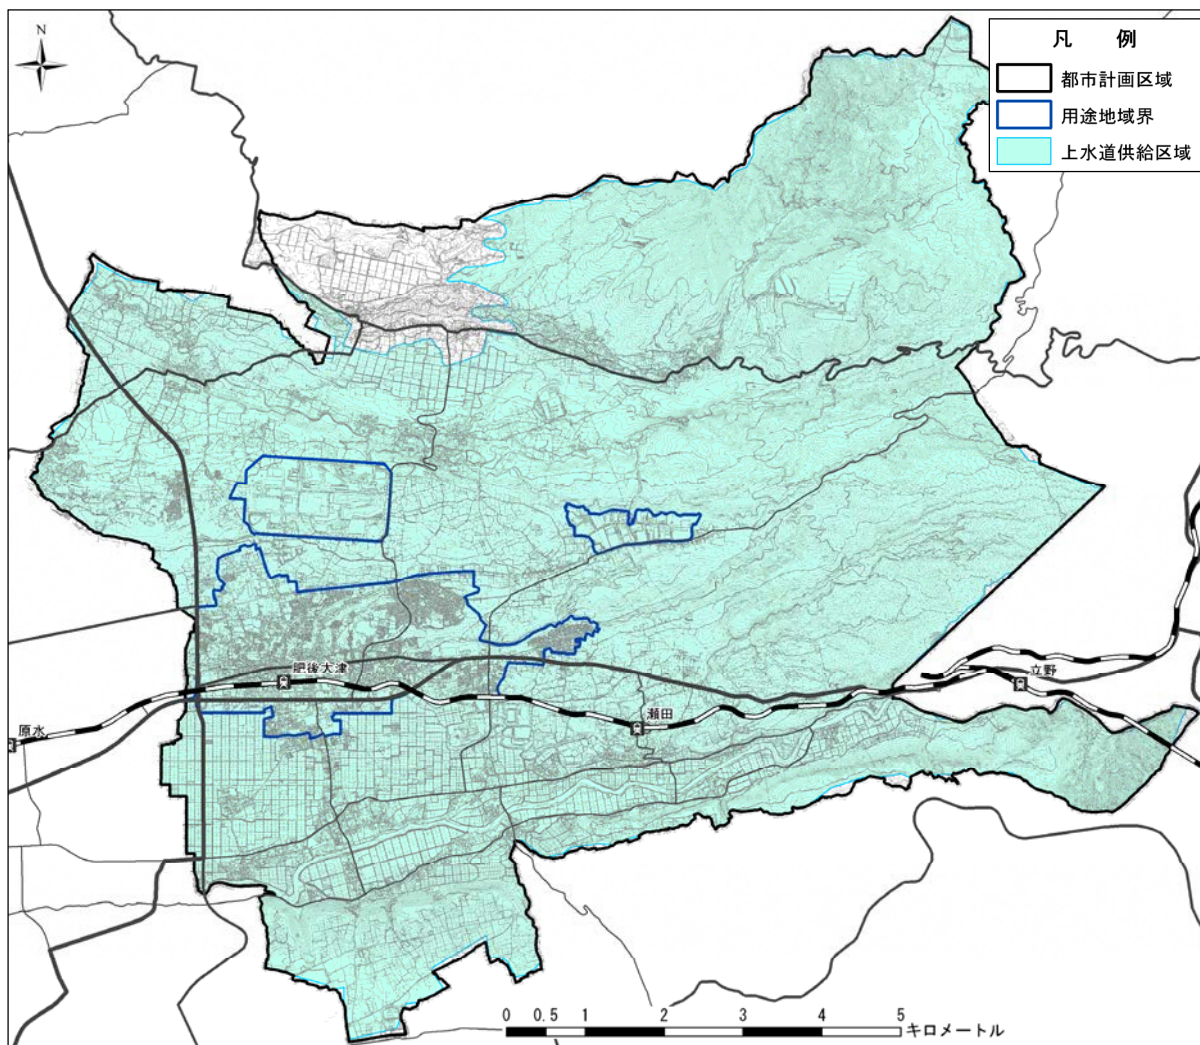 N
凡 例
都市計画区域
用途地域界
上水道供給区域
肥後大津
立野
瀬田
原水
0 0.5 1 2 3 4 5
キロメートル